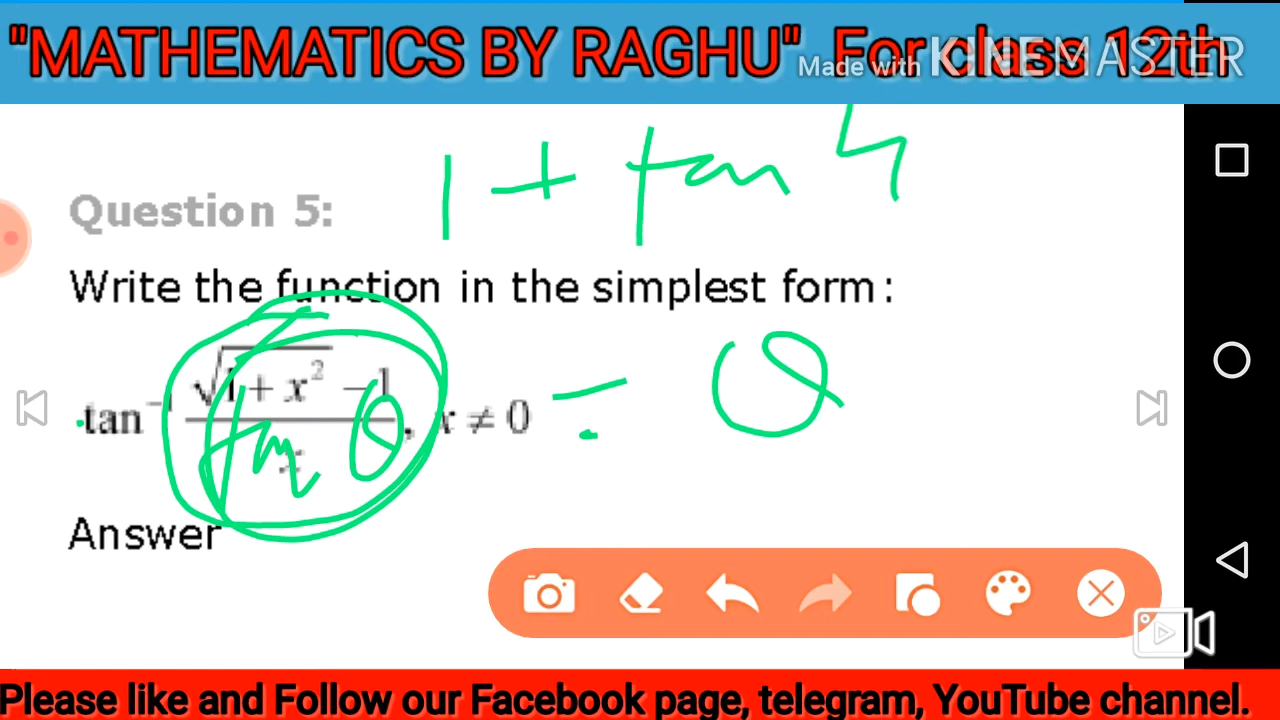 "MATHEMATICS BY RAGHU" For class 12th
Made with KINEMASTER
1 + tan
Question 5:
Write the function in the simplest form:
tan⁻¹ (√(1 + x²) − 1)/x, x ≠ 0 = θ
tan θ
Answer
Please like and Follow our Facebook page, telegram, YouTube channel.